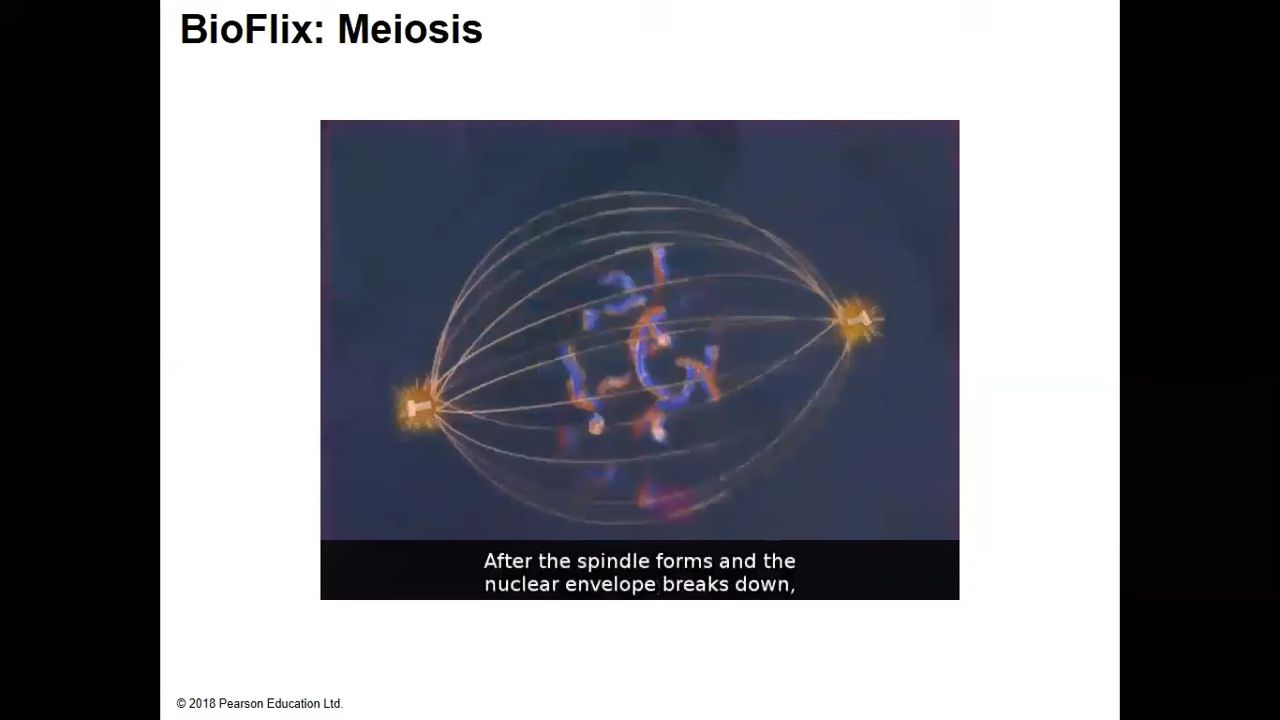 BioFlix: Meiosis
After the spindle forms and the
nuclear envelope breaks down,
© 2018 Pearson Education Ltd.